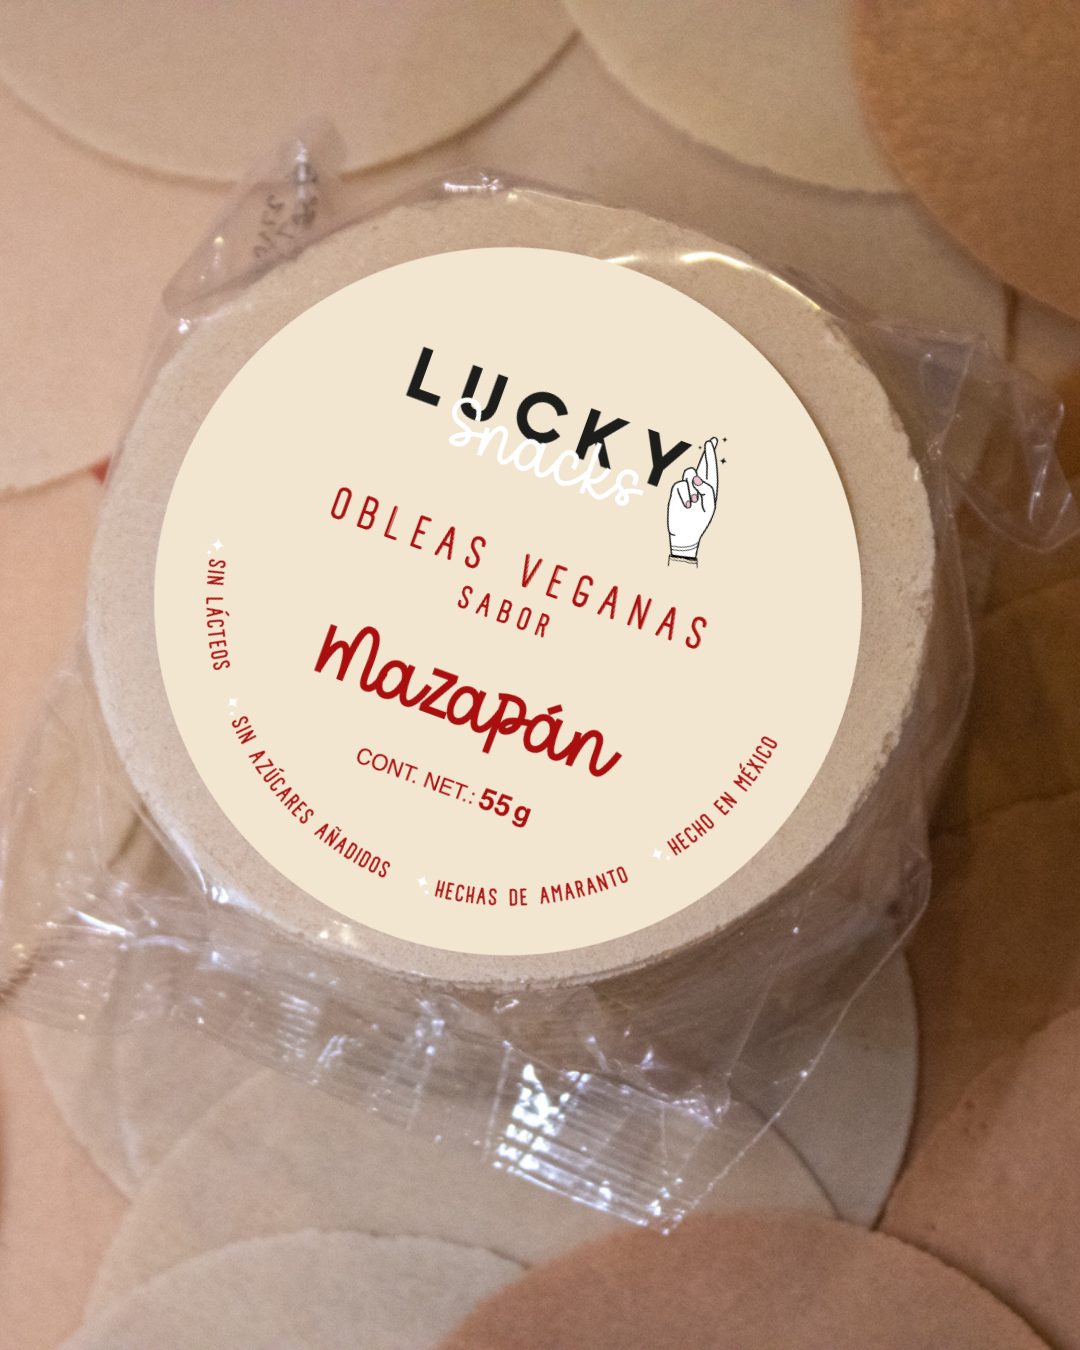 LUCKY
Snacks
OBLEAS VEGANAS
SABOR
Mazapán
CONT. NET.: 55g
SIN LÁCTEOS
SIN AZÚCARES AÑADIDOS
HECHAS DE AMARANTO
HECHO EN MÉXICO